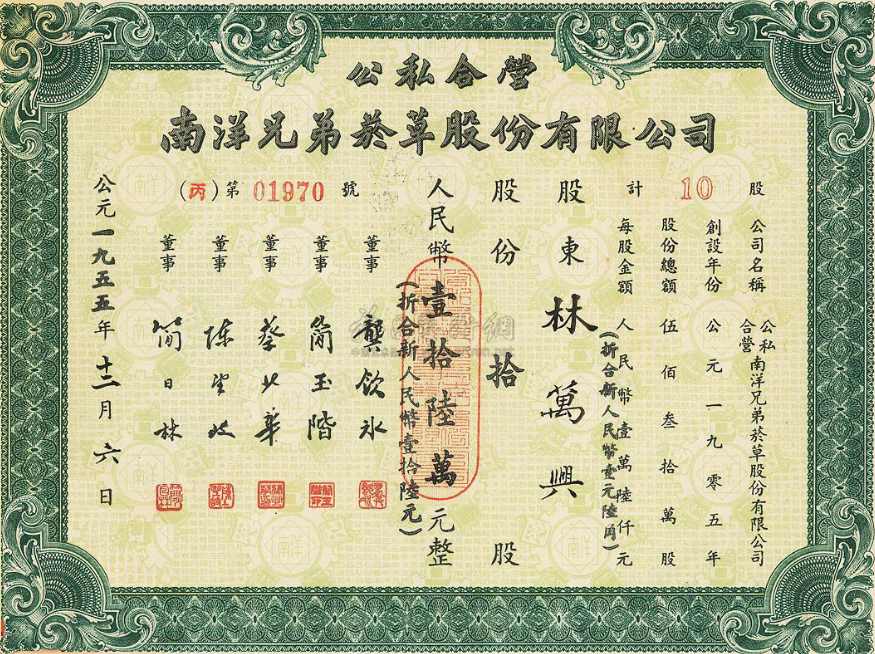 公私合營
南洋兄弟菸草股份有限公司
計 10 股
公司名稱 公私合營南洋兄弟菸草股份有限公司
創設年份 公元一九零五年
股份總額 伍佰叁拾萬股
每股金額 人民幣壹萬陸仟元
(折合新人民幣壹元陸角)
股東 林萬興
股份 拾 股
人民幣壹拾陸萬元整
(折合新人民幣壹拾陸元)
(丙)第 01970 號
董事 龔飲冰
董事 簡玉階
董事
董事 陳
董事 簡日林
公元一九五五年十二月六日